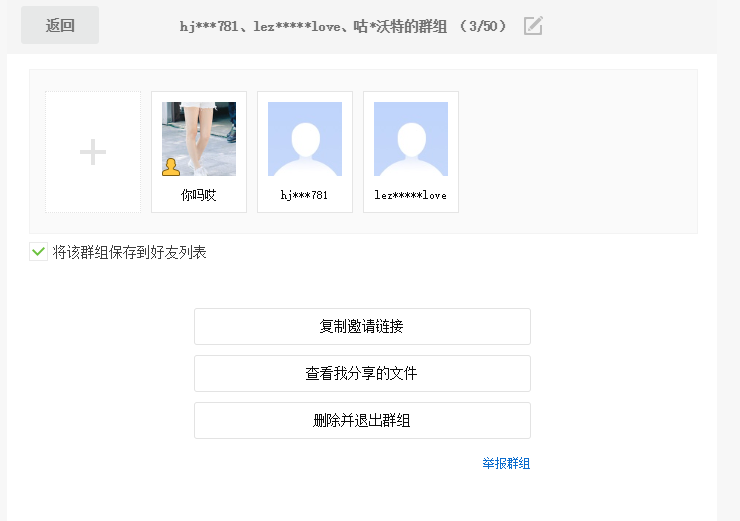 返回
hj***781、lez*****love、咕*沃特的群组 （3/50）
你吗哎
hj***781
lez*****love
将该群组保存到好友列表
复制邀请链接
查看我分享的文件
删除并退出群组
举报群组